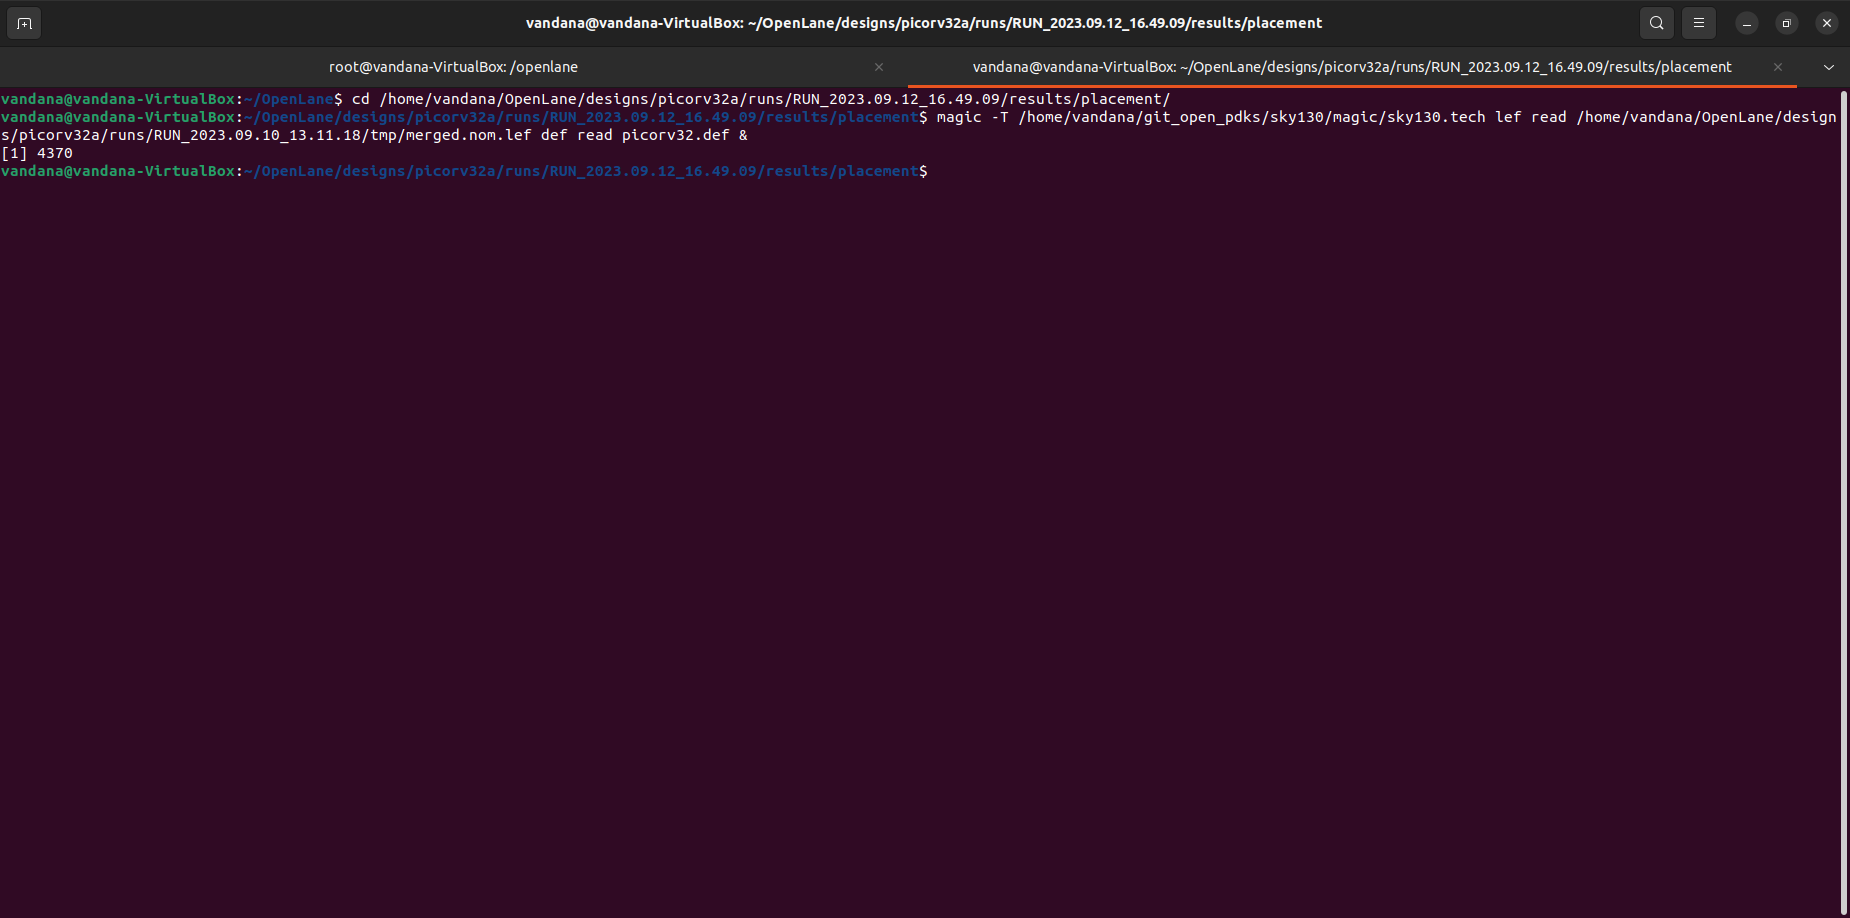 vandana@vandana-VirtualBox: ~/OpenLane/designs/picorv32a/runs/RUN_2023.09.12_16.49.09/results/placement
root@vandana-VirtualBox: /openlane
vandana@vandana-VirtualBox: ~/OpenLane/designs/picorv32a/runs/RUN_2023.09.12_16.49.09/results/placement
vandana@vandana-VirtualBox:~/OpenLane$ cd /home/vandana/OpenLane/designs/picorv32a/runs/RUN_2023.09.12_16.49.09/results/placement/
vandana@vandana-VirtualBox:~/OpenLane/designs/picorv32a/runs/RUN_2023.09.12_16.49.09/results/placement$ magic -T /home/vandana/git_open_pdks/sky130/magic/sky130.tech lef read /home/vandana/OpenLane/design
s/picorv32a/runs/RUN_2023.09.10_13.11.18/tmp/merged.nom.lef def read picorv32.def &
[1] 4370
vandana@vandana-VirtualBox:~/OpenLane/designs/picorv32a/runs/RUN_2023.09.12_16.49.09/results/placement$